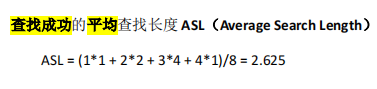 查找成功的平均查找长度 ASL（Average Search Length）
ASL = (1*1 + 2*2 + 3*4 + 4*1)/8 = 2.625